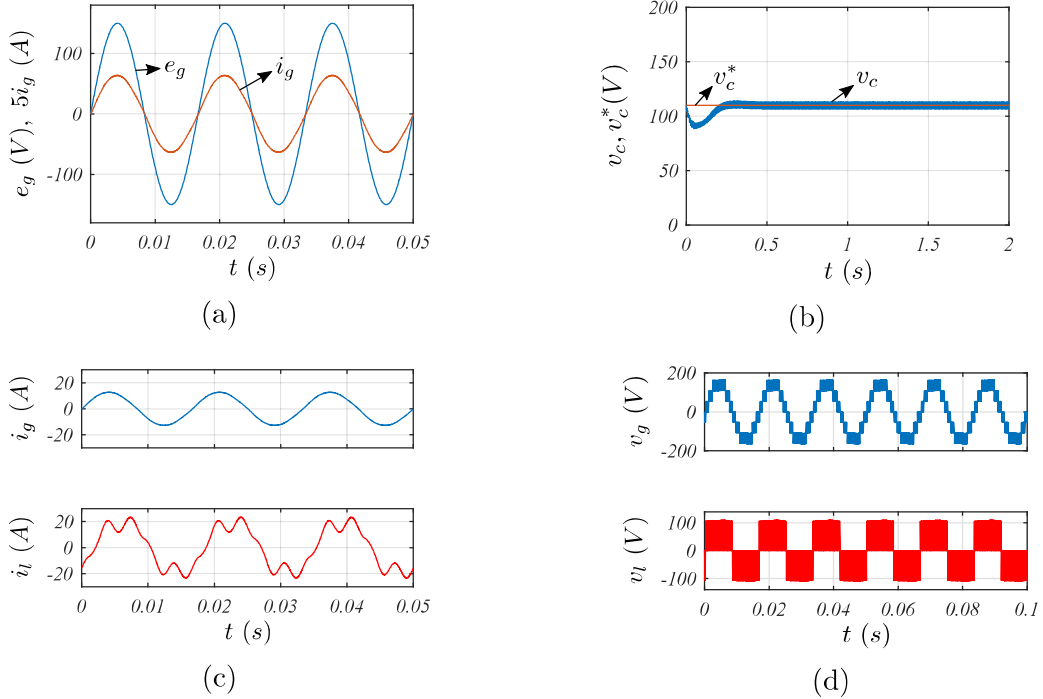 e_g (V), 5i_g (A)
100
0
-100
e_g
i_g
0 0.01 0.02 0.03 0.04 0.05
t (s)
(a)
v_c, v_c^*(V)
200
150
100
50
0
v_c^*
v_c
0 0.5 1 1.5 2
t (s)
(b)
i_g (A)
20
0
-20
i_l (A)
20
0
-20
0 0.01 0.02 0.03 0.04 0.05
t (s)
(c)
v_g (V)
200
0
-200
v_l (V)
100
0
-100
0 0.02 0.04 0.06 0.08 0.1
t (s)
(d)